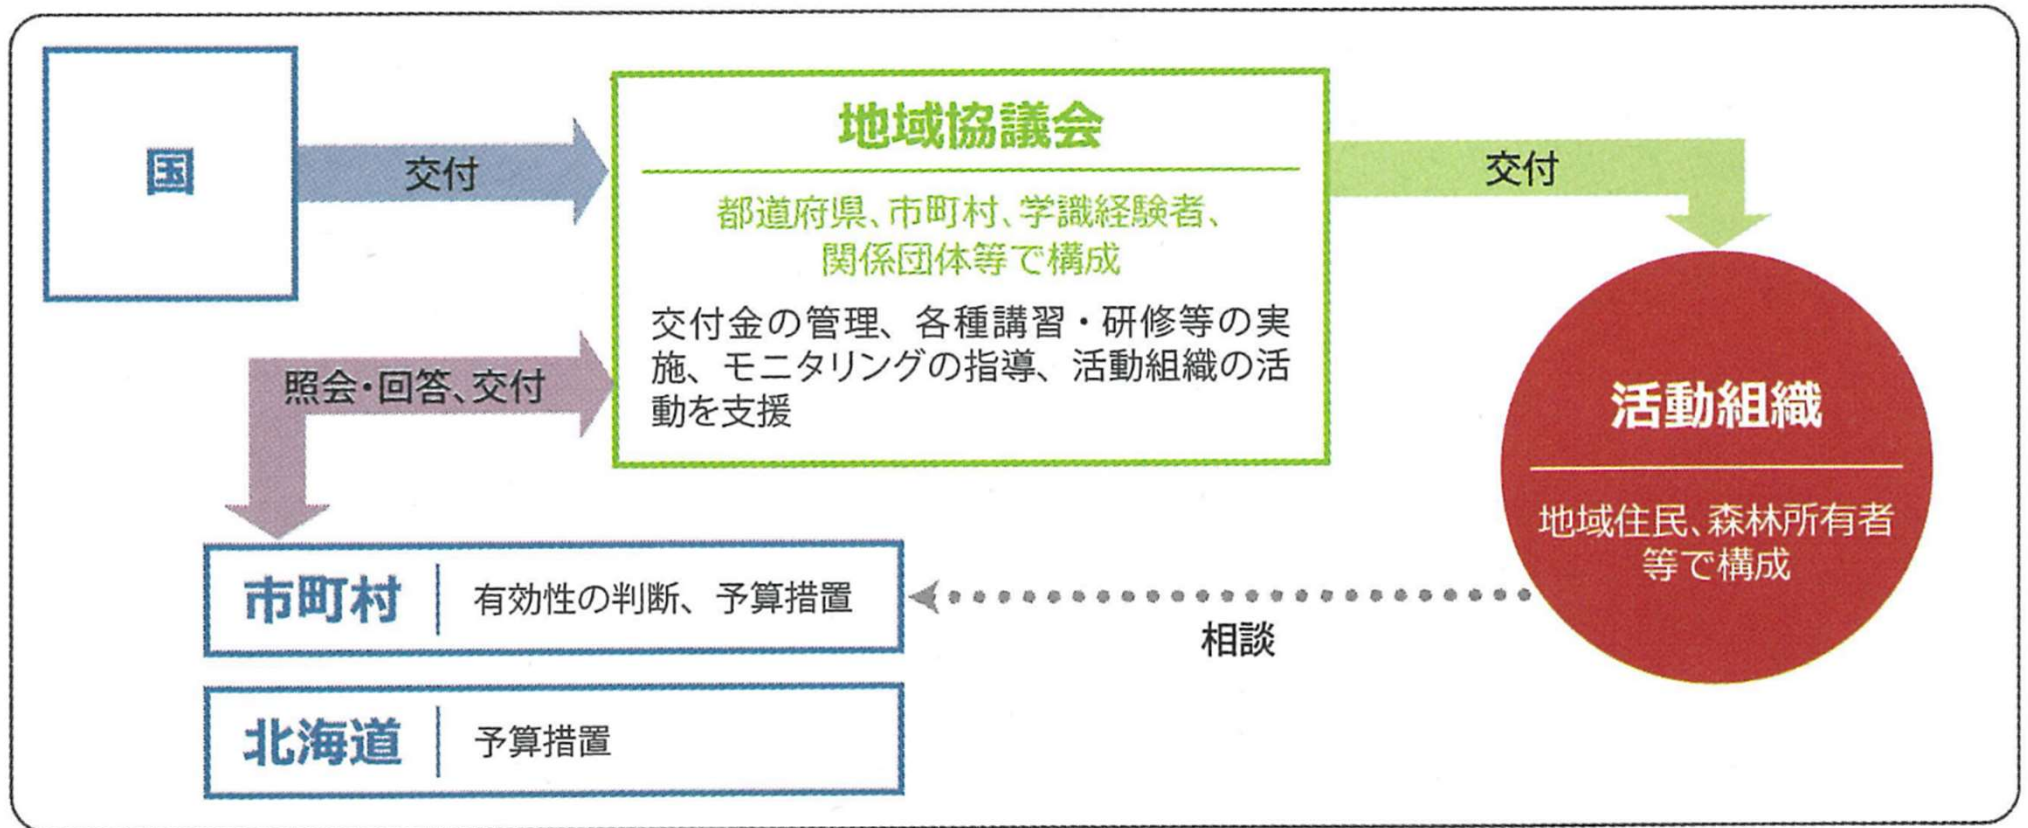 国
交付
地域協議会
都道府県、市町村、学識経験者、
関係団体等で構成
交付金の管理、各種講習・研修等の実
施、モニタリングの指導、活動組織の活
動を支援
交付
照会・回答、交付
活動組織
地域住民、森林所有者
等で構成
市町村
有効性の判断、予算措置
相談
北海道
予算措置